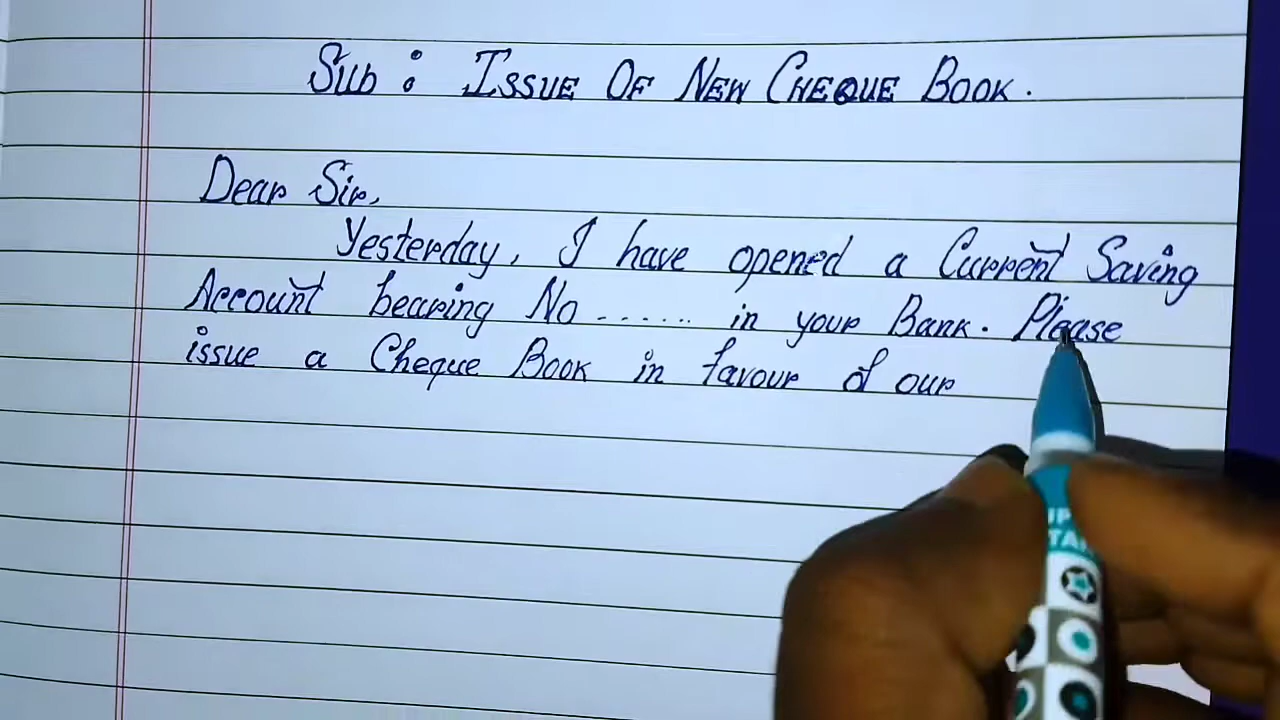 Sub : Issue Of New Cheque Book.
Dear Sir,
Yesterday, I have opened a Current Saving
Account bearing No ...... in your Bank. Please
issue a Cheque Book in favour of our